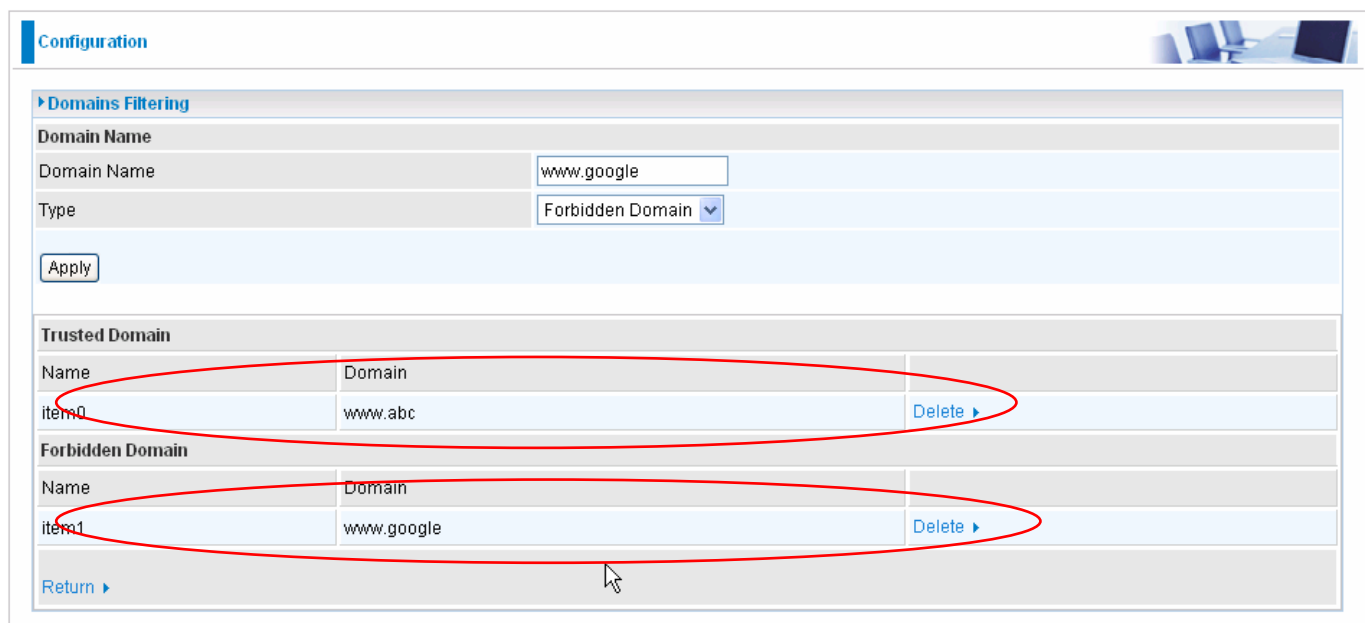 Configuration
Domains Filtering
Domain Name
Domain Name www.google
Type Forbidden Domain
Apply
Trusted Domain
Name Domain
item0 www.abc Delete
Forbidden Domain
Name Domain
item1 www.google Delete
Return